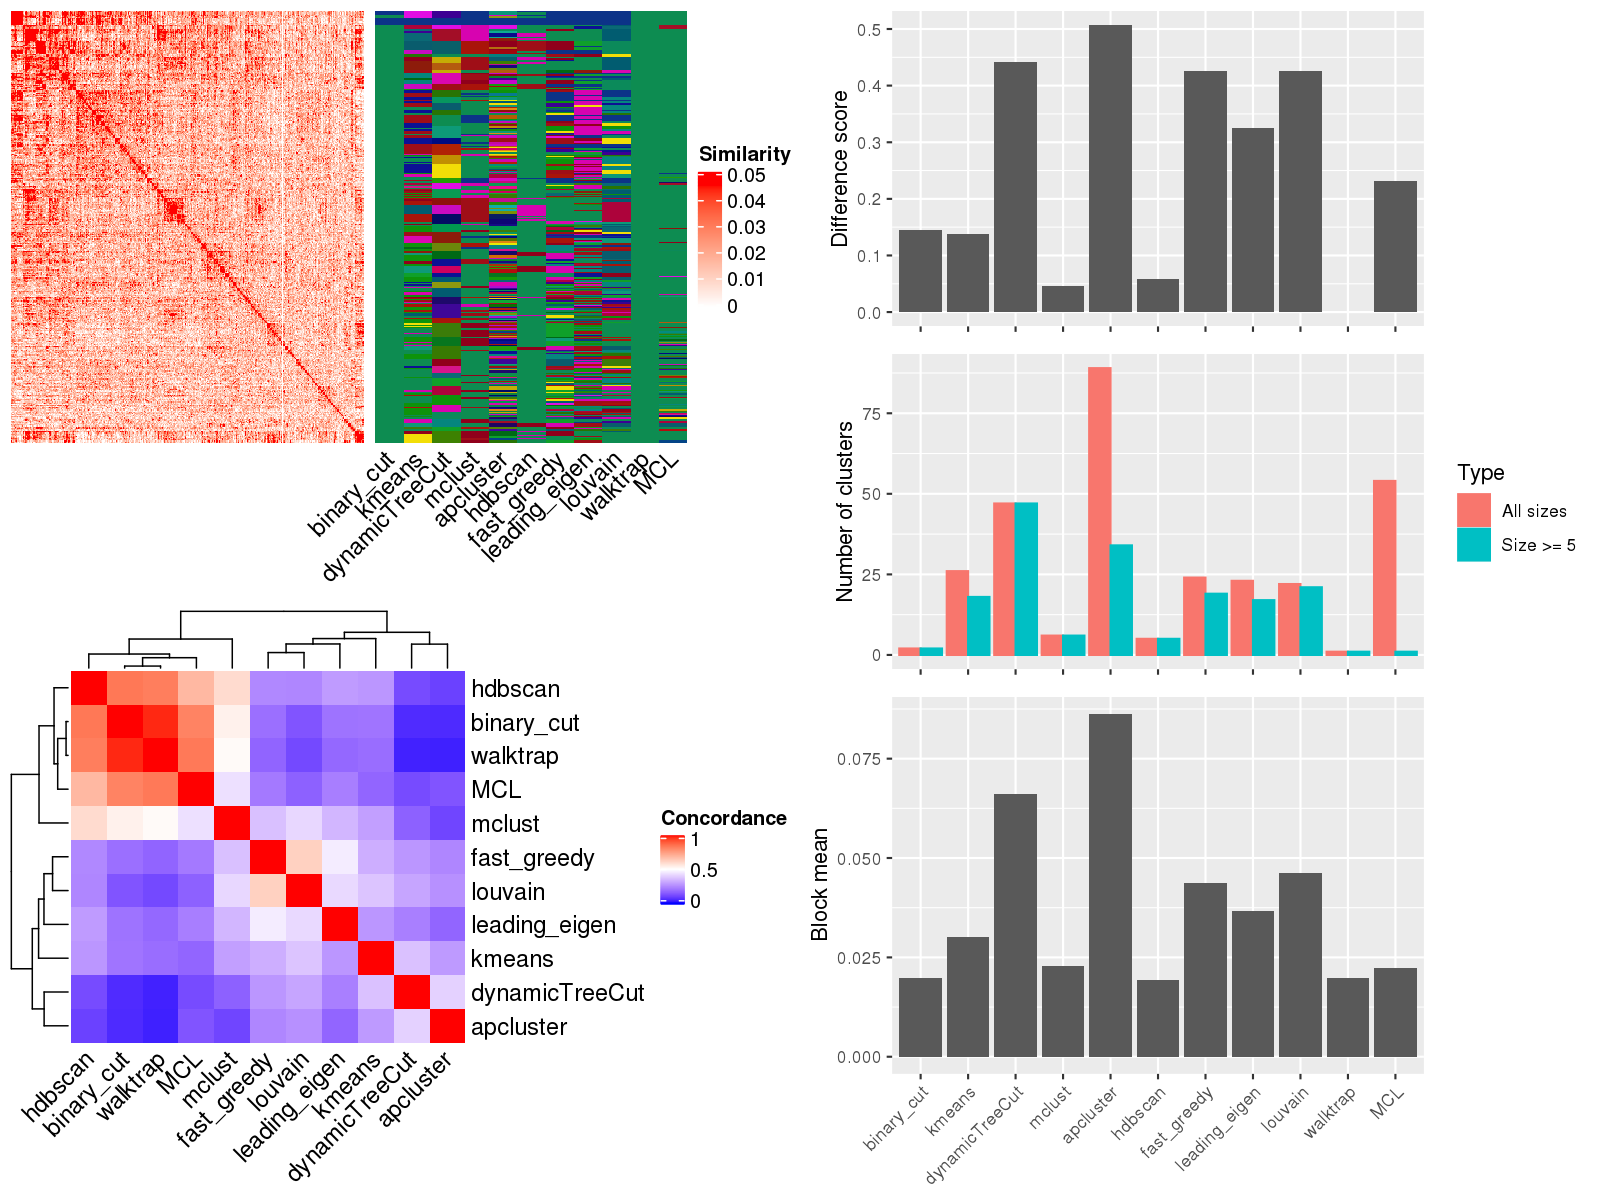 Similarity
0.05
0.04
0.03
0.02
0.01
0
binary_cut
kmeans
dynamicTreeCut
mclust
apcluster
hdbscan
fast_greedy
leading_eigen
louvain
walktrap
MCL
hdbscan
binary_cut
walktrap
MCL
mclust
fast_greedy
louvain
leading_eigen
kmeans
dynamicTreeCut
apcluster
hdbscan
binary_cut
walktrap
MCL
mclust
fast_greedy
louvain
leading_eigen
kmeans
dynamicTreeCut
apcluster
Concordance
1
0.5
0
Difference score
0.5
0.4
0.3
0.2
0.1
0.0
Number of clusters
75
50
25
0
Type
All sizes
Size >= 5
Block mean
0.075
0.050
0.025
0.000
binary_cut
kmeans
dynamicTreeCut
mclust
apcluster
hdbscan
fast_greedy
leading_eigen
louvain
walktrap
MCL